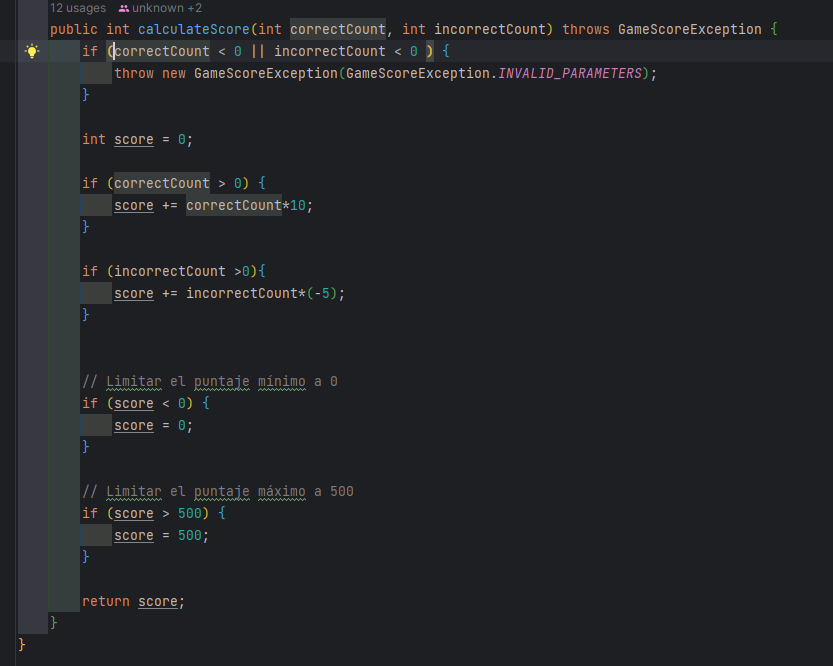 12 usages unknown +2
public int calculateScore(int correctCount, int incorrectCount) throws GameScoreException {
if (correctCount < 0 || incorrectCount < 0 ) {
throw new GameScoreException(GameScoreException.INVALID_PARAMETERS);
}
int score = 0;
if (correctCount > 0) {
score += correctCount*10;
}
if (incorrectCount >0){
score += incorrectCount*(-5);
}
// Limitar el puntaje mínimo a 0
if (score < 0) {
score = 0;
}
// Limitar el puntaje máximo a 500
if (score > 500) {
score = 500;
}
return score;
}
}